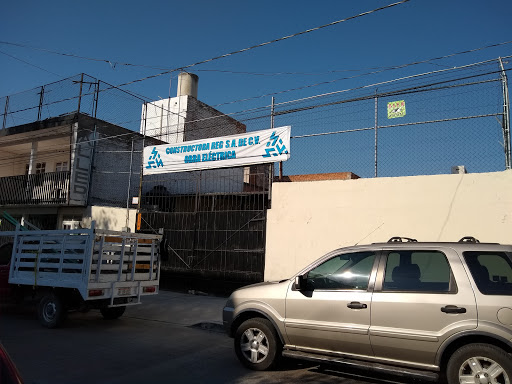 CONSTRUCTORA REG S.A. DE C.V.
OBRA ELÉCTRICA